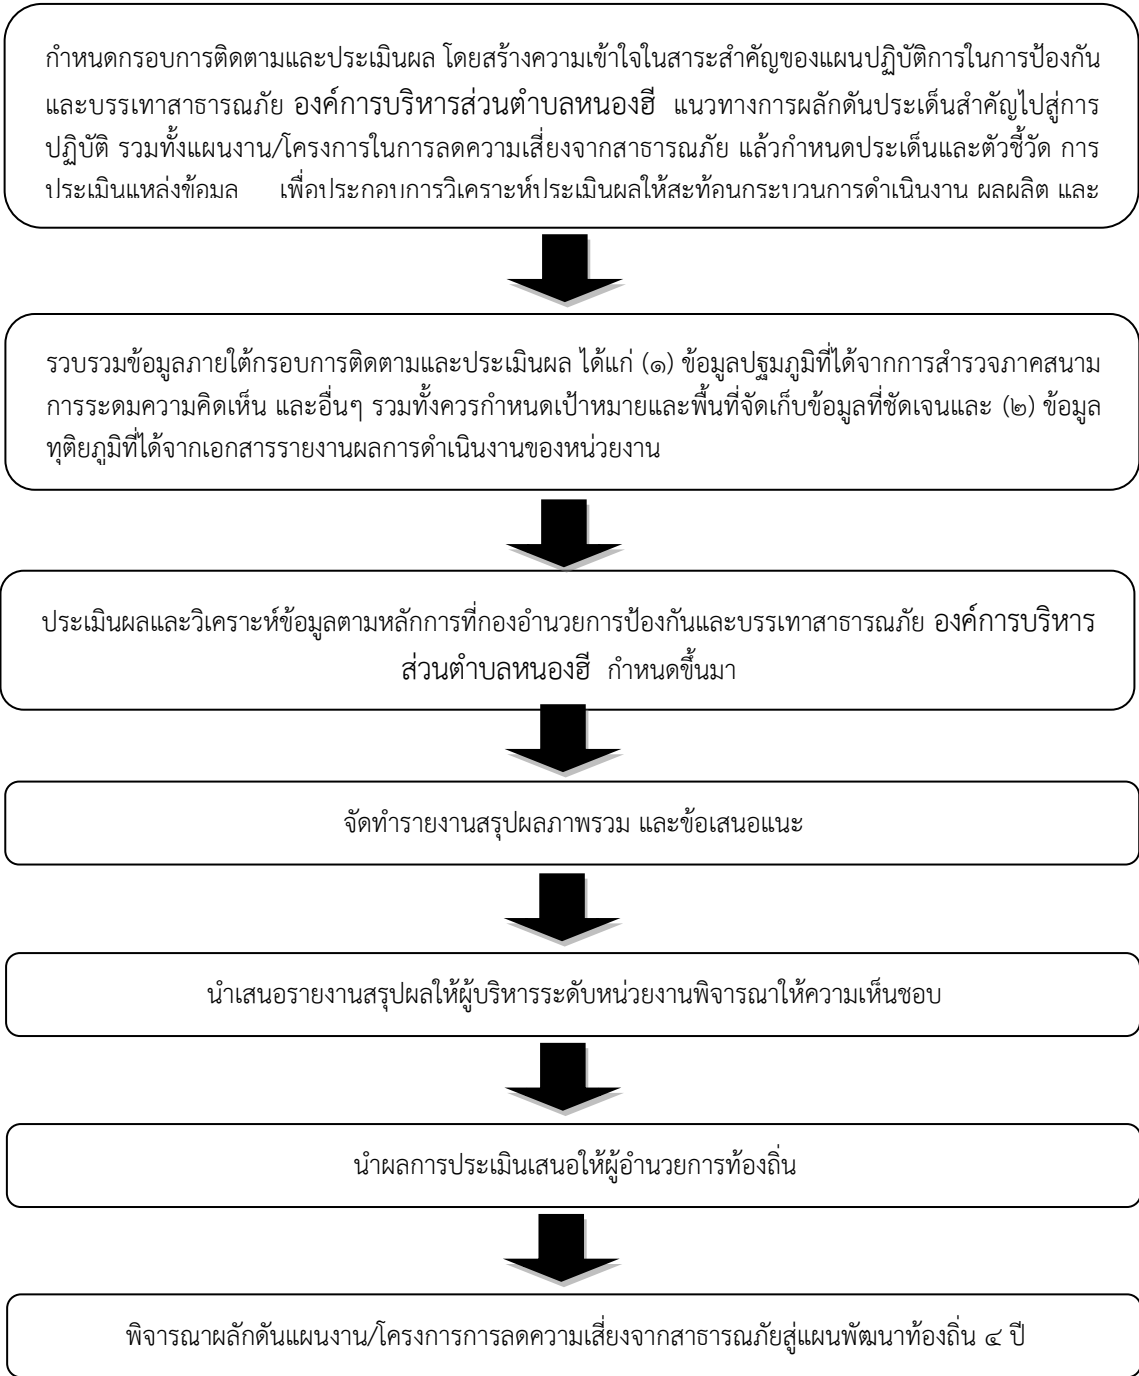 กำหนดกรอบการติดตามและประเมินผล โดยสร้างความเข้าใจในสาระสำคัญของแผนปฏิบัติการในการป้องกัน
และบรรเทาสาธารณภัย องค์การบริหารส่วนตำบลหนองฮี แนวทางการผลักดันประเด็นสำคัญไปสู่การ
ปฏิบัติ รวมทั้งแผนงาน/โครงการในการลดความเสี่ยงจากสาธารณภัย แล้วกำหนดประเด็นและตัวชี้วัด การ
ประเมินแหล่งข้อมูล เพื่อประกอบการวิเคราะห์ประเมินผลให้สะท้อนกระบวนการดำเนินงาน ผลผลิต และ
รวบรวมข้อมูลภายใต้กรอบการติดตามและประเมินผล ได้แก่ (๑) ข้อมูลปฐมภูมิที่ได้จากการสำรวจภาคสนาม
การระดมความคิดเห็น และอื่นๆ รวมทั้งควรกำหนดเป้าหมายและพื้นที่จัดเก็บข้อมูลที่ชัดเจนและ (๒) ข้อมูล
ทุติยภูมิที่ได้จากเอกสารรายงานผลการดำเนินงานของหน่วยงาน
ประเมินผลและวิเคราะห์ข้อมูลตามหลักการที่กองอำนวยการป้องกันและบรรเทาสาธารณภัย องค์การบริหาร
ส่วนตำบลหนองฮี กำหนดขึ้นมา
จัดทำรายงานสรุปผลภาพรวม และข้อเสนอแนะ
นำเสนอรายงานสรุปผลให้ผู้บริหารระดับหน่วยงานพิจารณาให้ความเห็นชอบ
นำผลการประเมินเสนอให้ผู้อำนวยการท้องถิ่น
พิจารณาผลักดันแผนงาน/โครงการการลดความเสี่ยงจากสาธารณภัยสู่แผนพัฒนาท้องถิ่น ๔ ปี